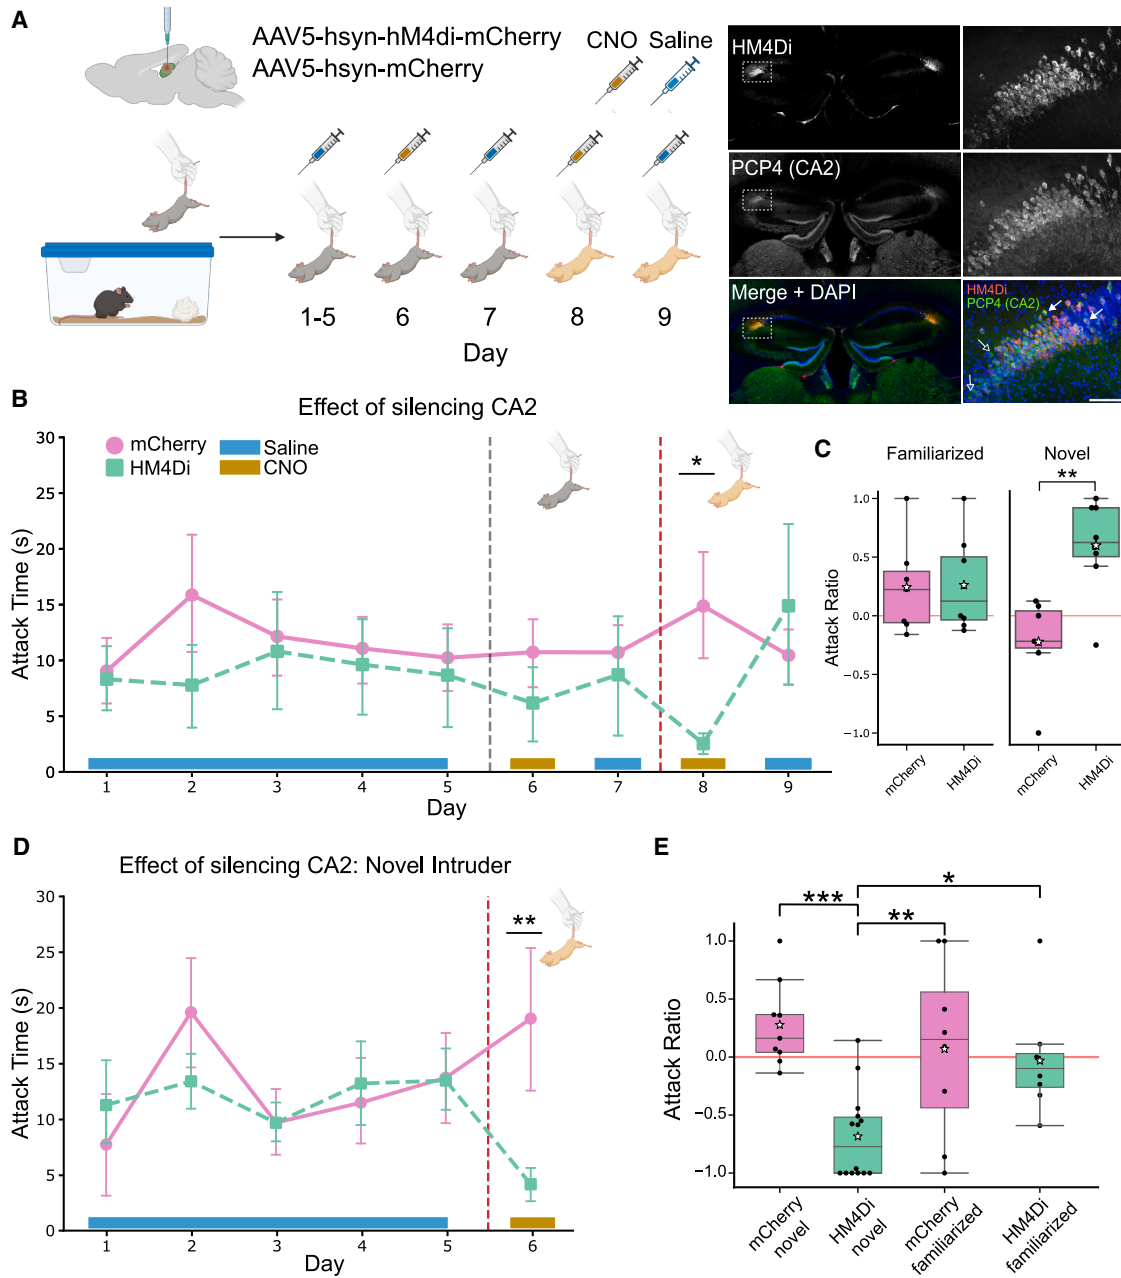 A
AAV5-hsyn-hM4di-mCherry
AAV5-hsyn-mCherry
CNO Saline
1-5 6 7 8 9
Day
HM4Di
PCP4 (CA2)
Merge + DAPI
HM4Di
PCP4 (CA2)
B
Effect of silencing CA2
mCherry
HM4Di
Saline
CNO
*
Attack Time (s)
30
25
20
15
10
5
0
1 2 3 4 5 6 7 8 9
Day
C
Familiarized
Novel
**
Attack Ratio
1.0
0.5
0.0
−0.5
−1.0
mCherry
HM4Di
mCherry
HM4Di
D
Effect of silencing CA2: Novel Intruder
**
Attack Time (s)
30
25
20
15
10
5
0
1 2 3 4 5 6
Day
E
*
***
**
Attack Ratio
1.0
0.5
0.0
−0.5
−1.0
mCherry
novel
HM4Di
novel
mCherry
familiarized
HM4Di
familiarized